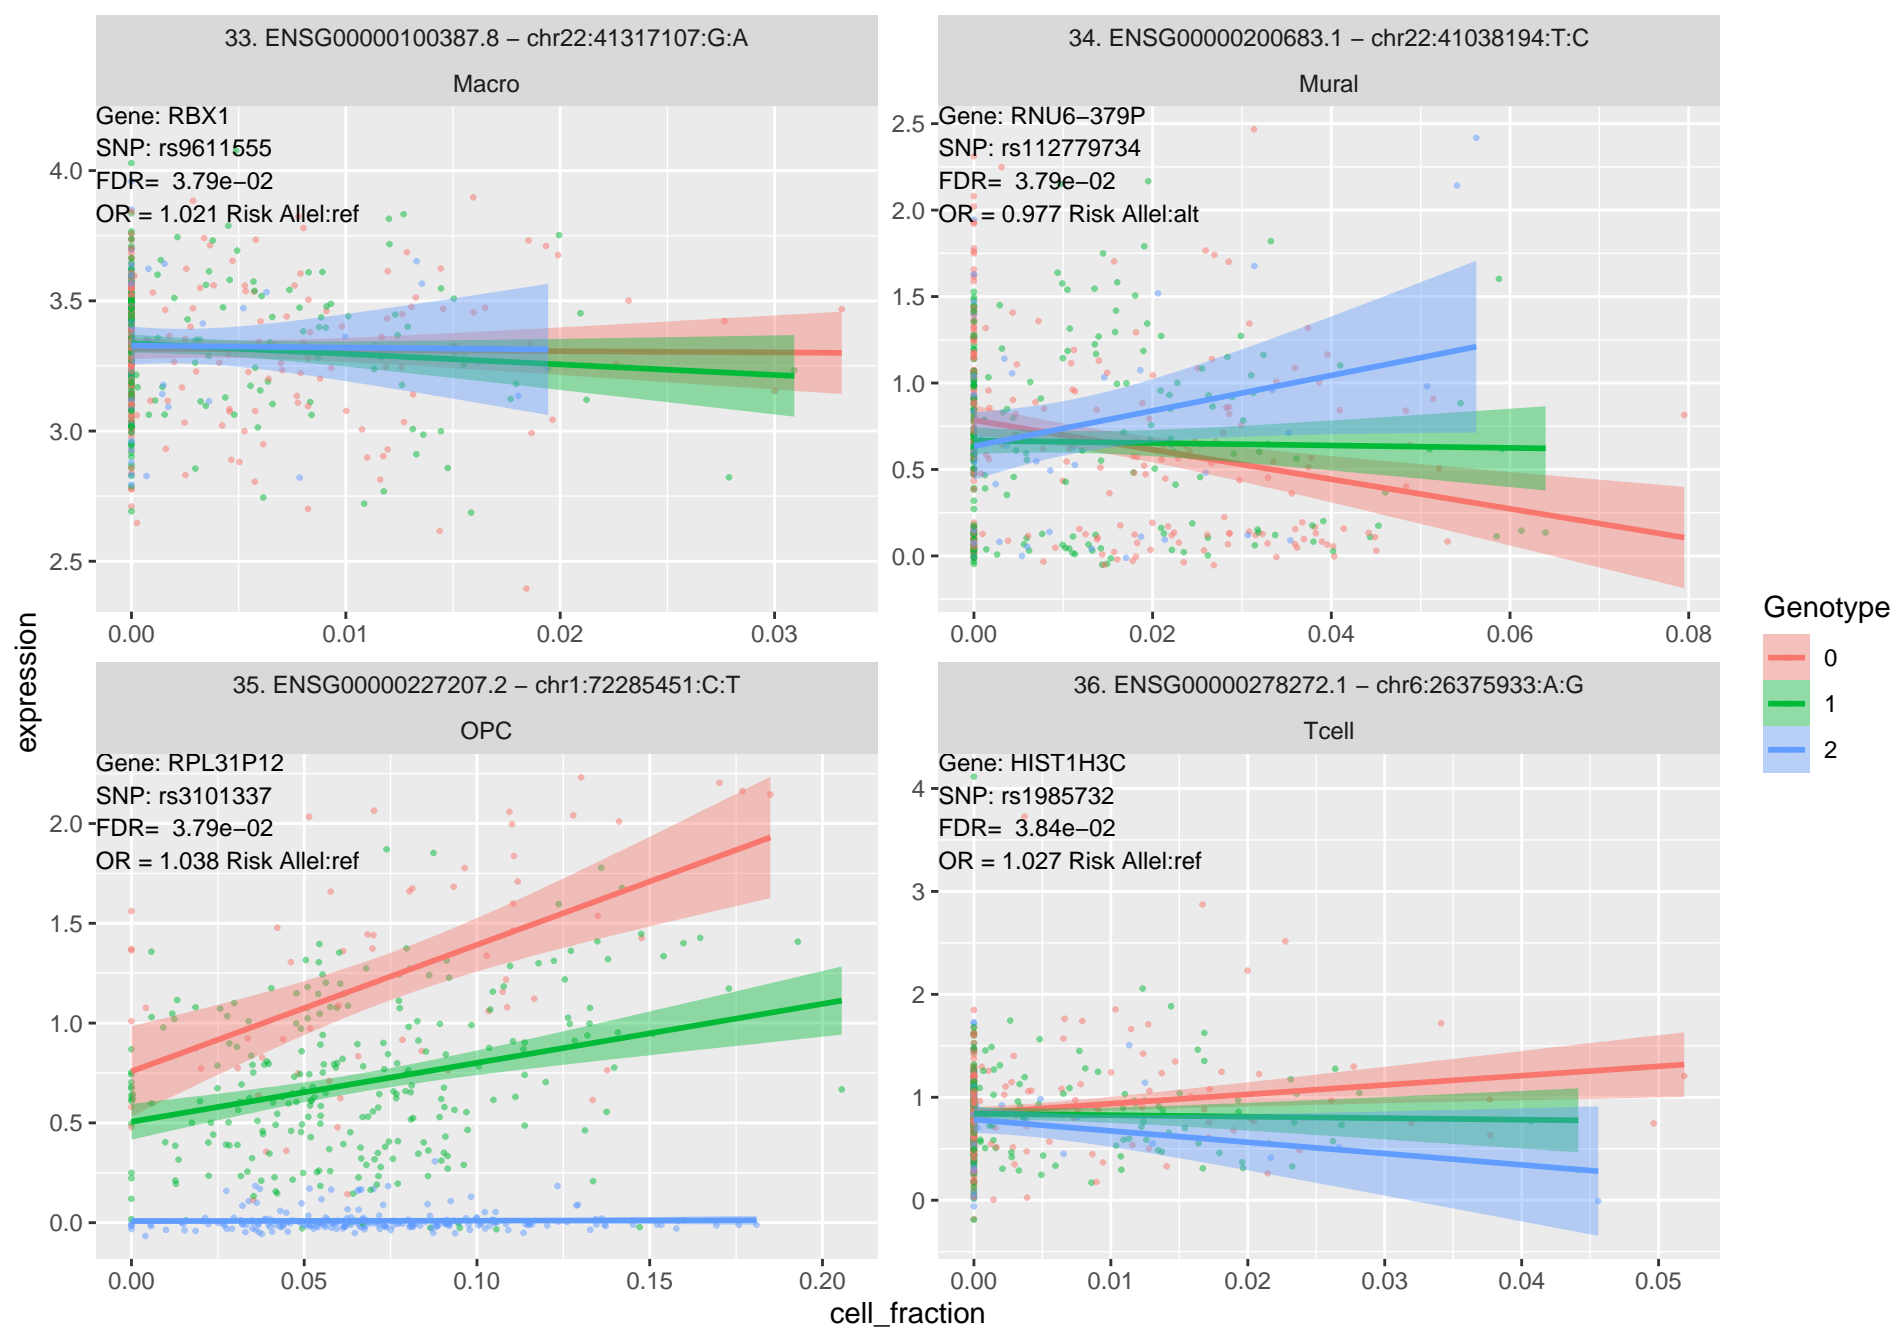 33. ENSG00000100387.8 – chr22:41317107:G:A
Macro
Gene: RBX1
SNP: rs9611555
FDR=  3.79e−02
OR = 1.021 Risk Allel:ref
4.0
3.5
3.0
2.5
0.00 0.01 0.02 0.03
34. ENSG00000200683.1 – chr22:41038194:T:C
Mural
Gene: RNU6−379P
SNP: rs112779734
FDR=  3.79e−02
OR = 0.977 Risk Allel:alt
2.5
2.0
1.5
1.0
0.5
0.0
0.00 0.02 0.04 0.06 0.08
35. ENSG00000227207.2 – chr1:72285451:C:T
OPC
Gene: RPL31P12
SNP: rs3101337
FDR=  3.79e−02
OR = 1.038 Risk Allel:ref
2.0
1.5
1.0
0.5
0.0
0.00 0.05 0.10 0.15 0.20
36. ENSG00000278272.1 – chr6:26375933:A:G
Tcell
Gene: HIST1H3C
SNP: rs1985732
FDR=  3.84e−02
OR = 1.027 Risk Allel:ref
4
3
2
1
0
0.00 0.01 0.02 0.03 0.04 0.05
expression
cell_fraction
Genotype
0
1
2